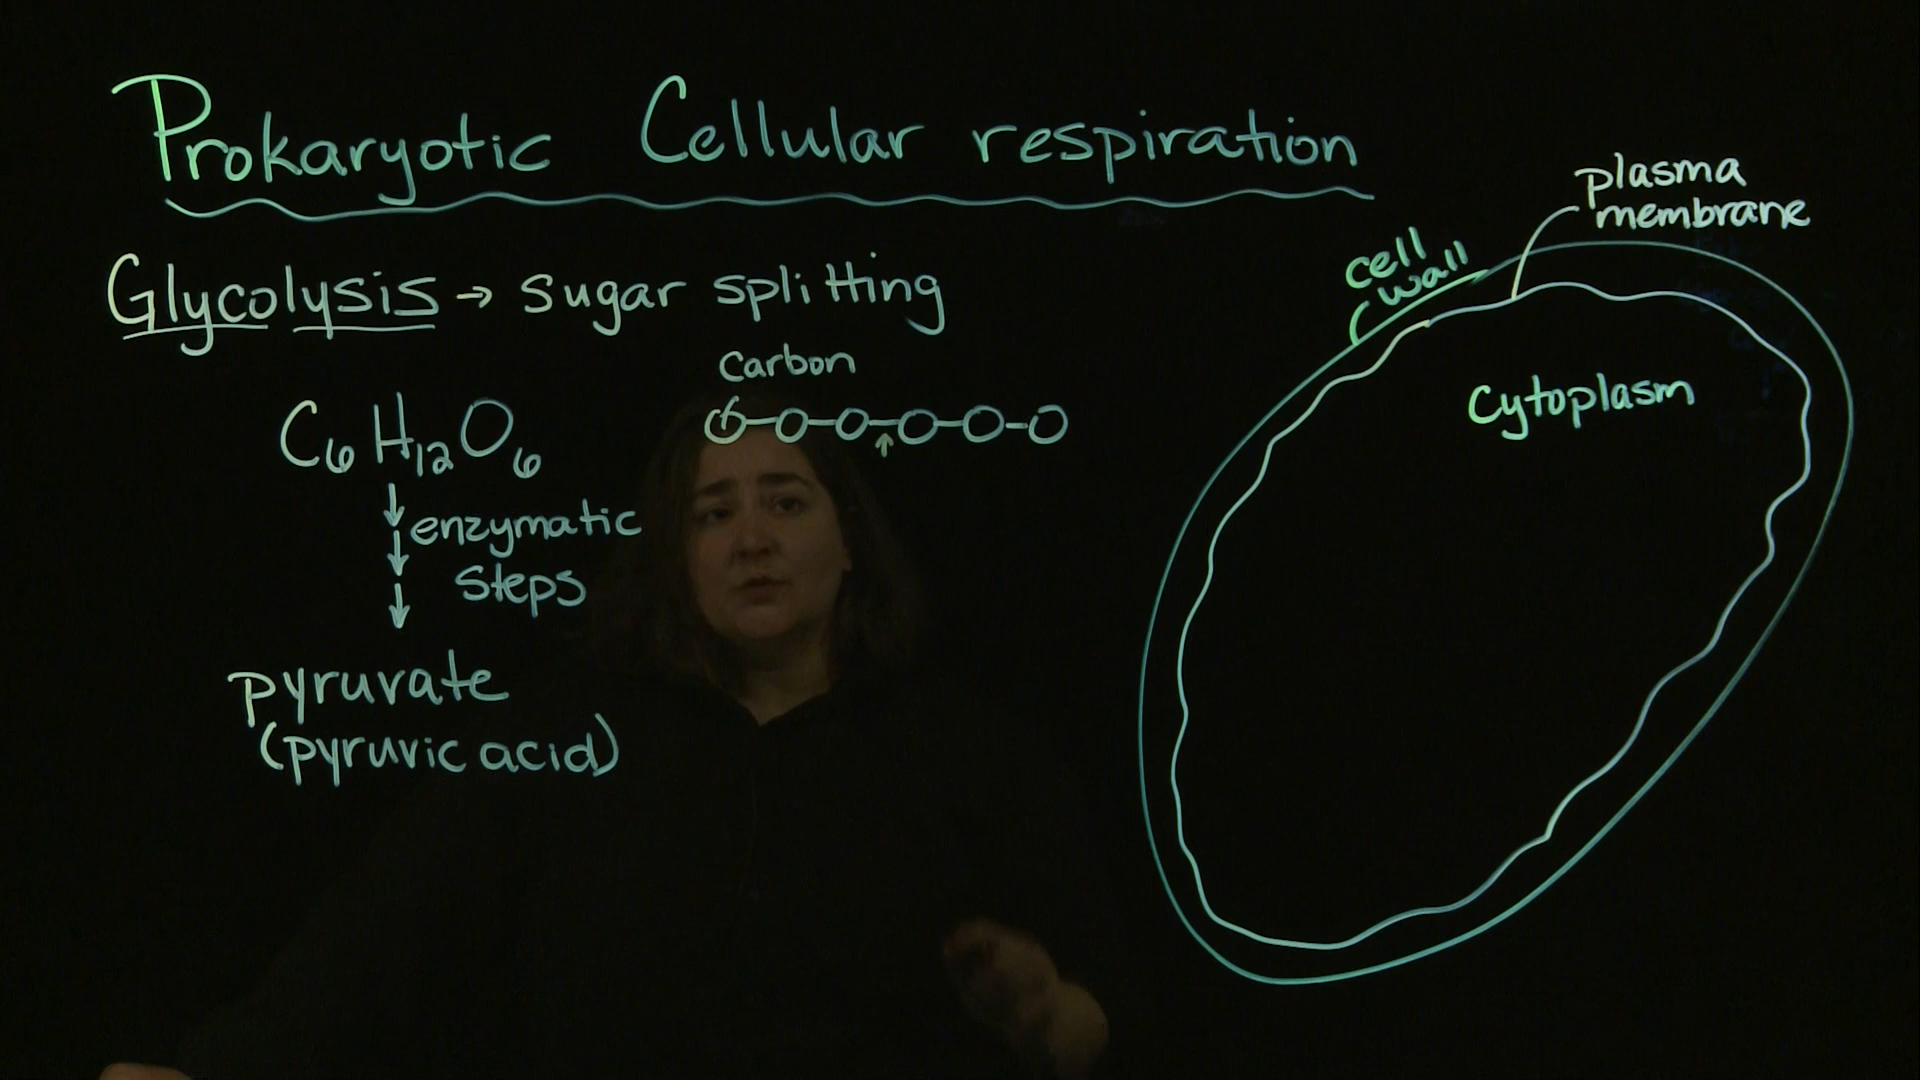 Prokaryotic Cellular respiration
Glycolysis → sugar splitting
Carbon
C6H12O6
enzymatic
steps
pyruvate
(pyruvic acid)
plasma
membrane
cell
wall
cytoplasm